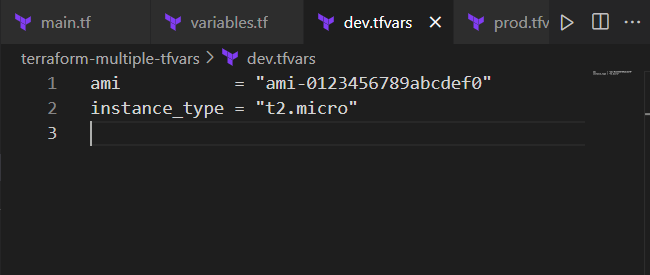 main.tf variables.tf dev.tfvars prod.tfv
terraform-multiple-tfvars > dev.tfvars
1 ami           = "ami-0123456789abcdef0"
2 instance_type = "t2.micro"
3